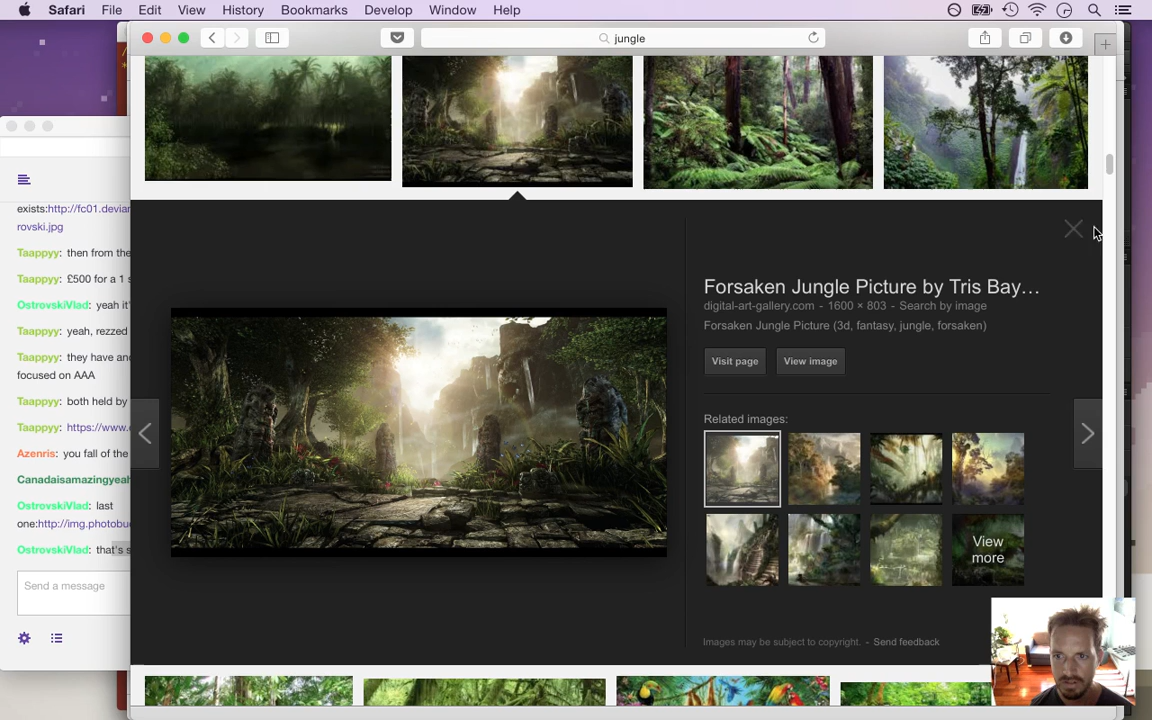 Safari File Edit View History Bookmarks Develop Window Help
jungle
exists:http://fc01.devia
rovski.jpg
Taappyy: then from the
Taappyy: £500 for a 1
OstrovskiVlad: yeah it'
Taappyy: yeah, rezzed
Taappyy: they have and
focused on AAA
Taappyy: both held by
Taappyy: https://www.
Azenris: you fall of the
Canadaisamazingyeah
OstrovskiVlad: last
one:http://img.photobu
OstrovskiVlad: that's s
Send a message
Forsaken Jungle Picture by Tris Bay...
digital-art-gallery.com - 1600 × 803 - Search by image
Forsaken Jungle Picture (3d, fantasy, jungle, forsaken)
Visit page View image
Related images:
View
more
Images may be subject to copyright. - Send feedback